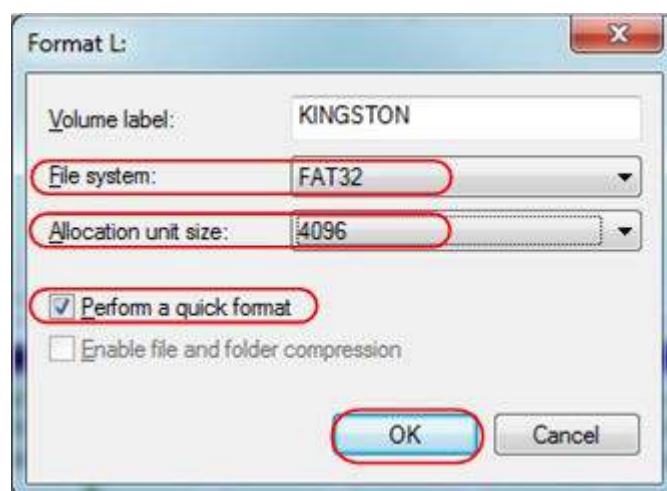 Format L:
Volume label: KINGSTON
File system: FAT32
Allocation unit size: 4096
Perform a quick format
Enable file and folder compression
OK Cancel